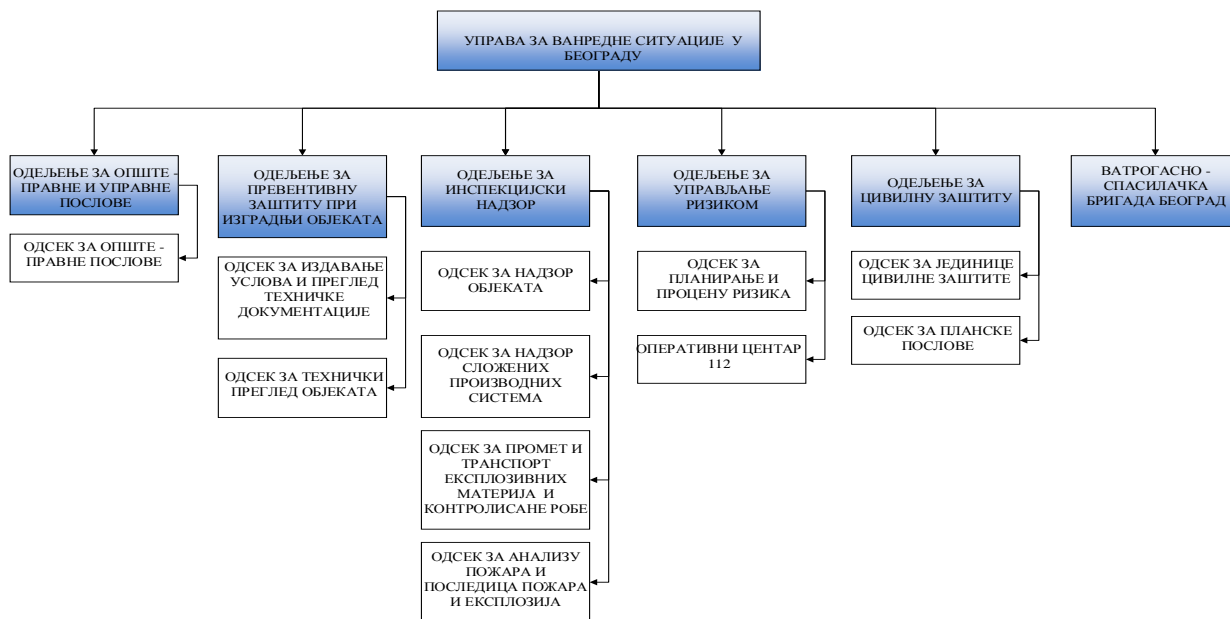 УПРАВА ЗА ВАНРЕДНЕ СИТУАЦИЈЕ У
БЕОГРАДУ
ОДЕЉЕЊЕ ЗА ОПШТЕ -
ПРАВНЕ И УПРАВНЕ
ПОСЛОВЕ
ОДСЕК ЗА ОПШТЕ -
ПРАВНЕ ПОСЛОВЕ
ОДЕЉЕЊЕ ЗА
ПРЕВЕНТИВНУ
ЗАШТИТУ ПРИ
ИЗГРАДЊИ ОБЈЕКАТА
ОДСЕК ЗА ИЗДАВАЊЕ
УСЛОВА И ПРЕГЛЕД
ТЕХНИЧКЕ
ДОКУМЕНТАЦИЈЕ
ОДСЕК ЗА ТЕХНИЧКИ
ПРЕГЛЕД ОБЈЕКАТА
ОДЕЉЕЊЕ ЗА
ИНСПЕКЦИЈСКИ
НАДЗОР
ОДСЕК ЗА НАДЗОР
ОБЈЕКАТА
ОДСЕК ЗА НАДЗОР
СЛОЖЕНИХ
ПРОИЗВОДНИХ
СИСТЕМА
ОДСЕК ЗА ПРОМЕТ И
ТРАНСПОРТ
ЕКСПЛОЗИВНИХ
МАТЕРИЈА И
КОНТРОЛИСАНЕ РОБЕ
ОДСЕК ЗА АНАЛИЗУ
ПОЖАРА И
ПОСЛЕДИЦА ПОЖАРА
И ЕКСПЛОЗИЈА
ОДЕЉЕЊЕ ЗА
УПРАВЉАЊЕ
РИЗИКОМ
ОДСЕК ЗА
ПЛАНИРАЊЕ И
ПРОЦЕНУ РИЗИКА
ОПЕРАТИВНИ ЦЕНТАР
112
ОДЕЉЕЊЕ ЗА
ЦИВИЛНУ ЗАШТИТУ
ОДСЕК ЗА ЈЕДИНИЦЕ
ЦИВИЛНЕ ЗАШТИТЕ
ОДСЕК ЗА ПЛАНСКЕ
ПОСЛОВЕ
ВАТРОГАСНО -
СПАСИЛАЧКА
БРИГАДА БЕОГРАД